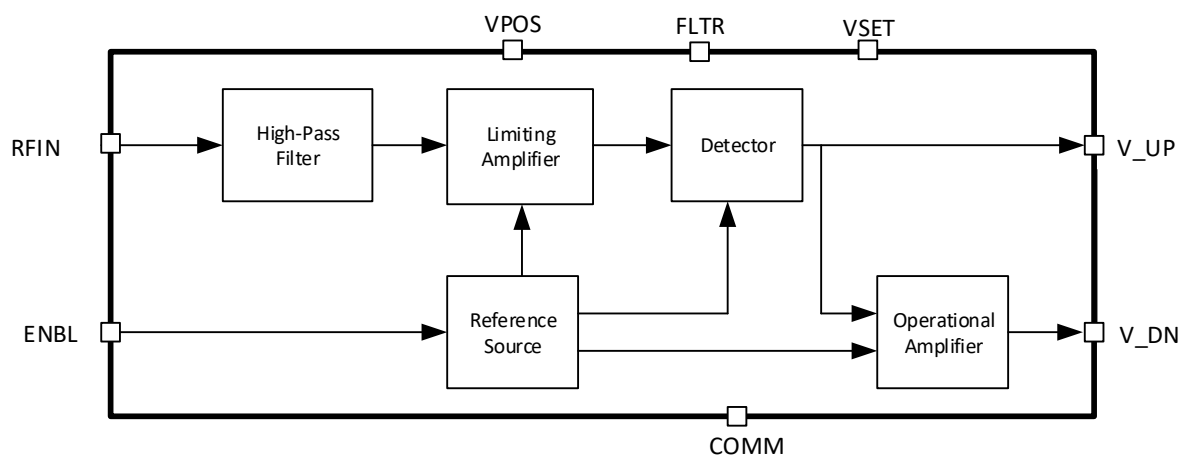 VPOS
FLTR
VSET
RFIN
High-Pass
Filter
Limiting
Amplifier
Detector
V_UP
ENBL
Reference
Source
Operational
Amplifier
V_DN
COMM